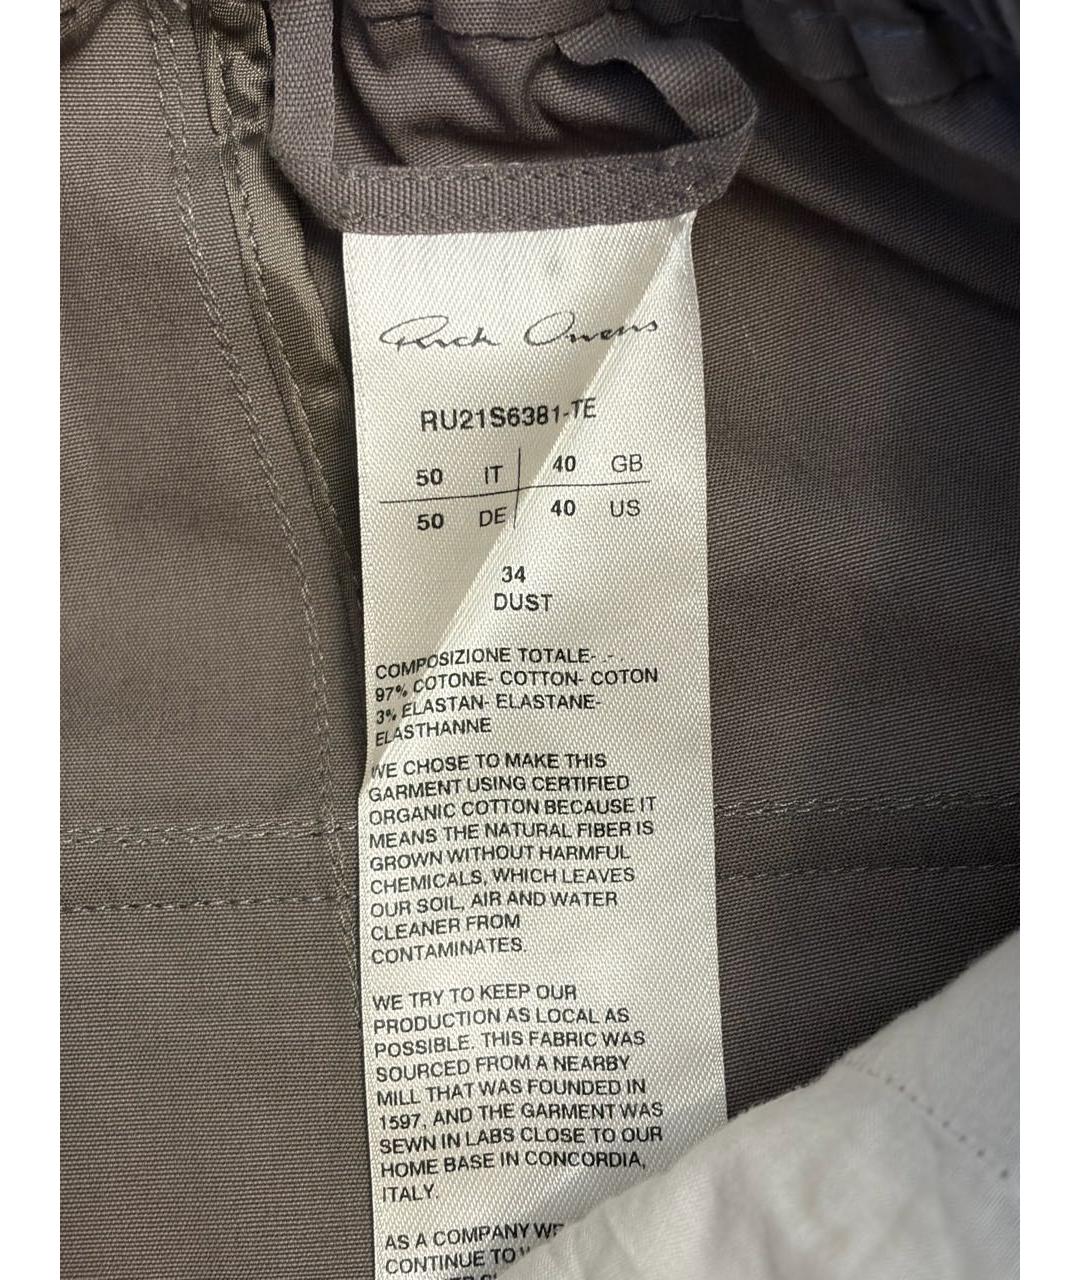 Rick Owens
RU21S6381-TE
50 IT 40 GB
50 DE 40 US
34
DUST
COMPOSIZIONE TOTALE- -
97% COTONE- COTTON- COTON
3% ELASTAN- ELASTANE-
ELASTHANNE
WE CHOSE TO MAKE THIS
GARMENT USING CERTIFIED
ORGANIC COTTON BECAUSE IT
MEANS THE NATURAL FIBER IS
GROWN WITHOUT HARMFUL
CHEMICALS, WHICH LEAVES
OUR SOIL, AIR AND WATER
CLEANER FROM
CONTAMINATES.
WE TRY TO KEEP OUR
PRODUCTION AS LOCAL AS
POSSIBLE. THIS FABRIC WAS
SOURCED FROM A NEARBY
MILL THAT WAS FOUNDED IN
1597, AND THE GARMENT WAS
SEWN IN LABS CLOSE TO OUR
HOME BASE IN CONCORDIA,
ITALY.
AS A COMPANY WE
CONTINUE TO